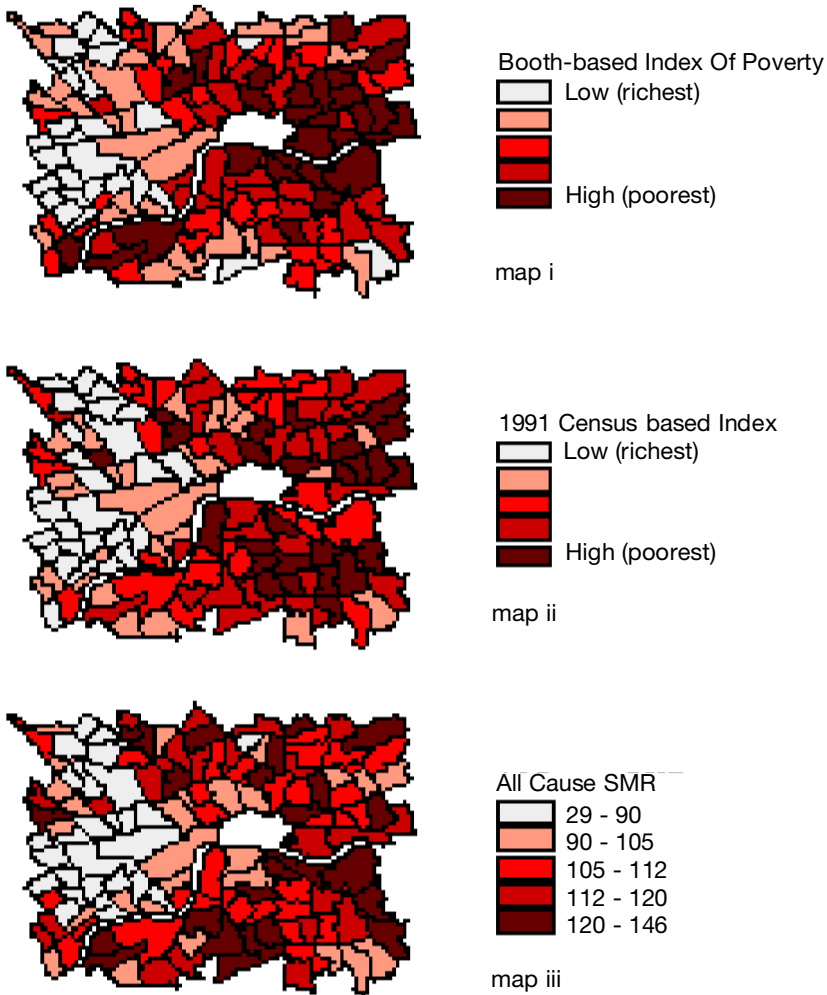 Booth-based Index Of Poverty
Low (richest)
High (poorest)
map i
1991 Census based Index
Low (richest)
High (poorest)
map ii
All Cause SMR
29 - 90
90 - 105
105 - 112
112 - 120
120 - 146
map iii